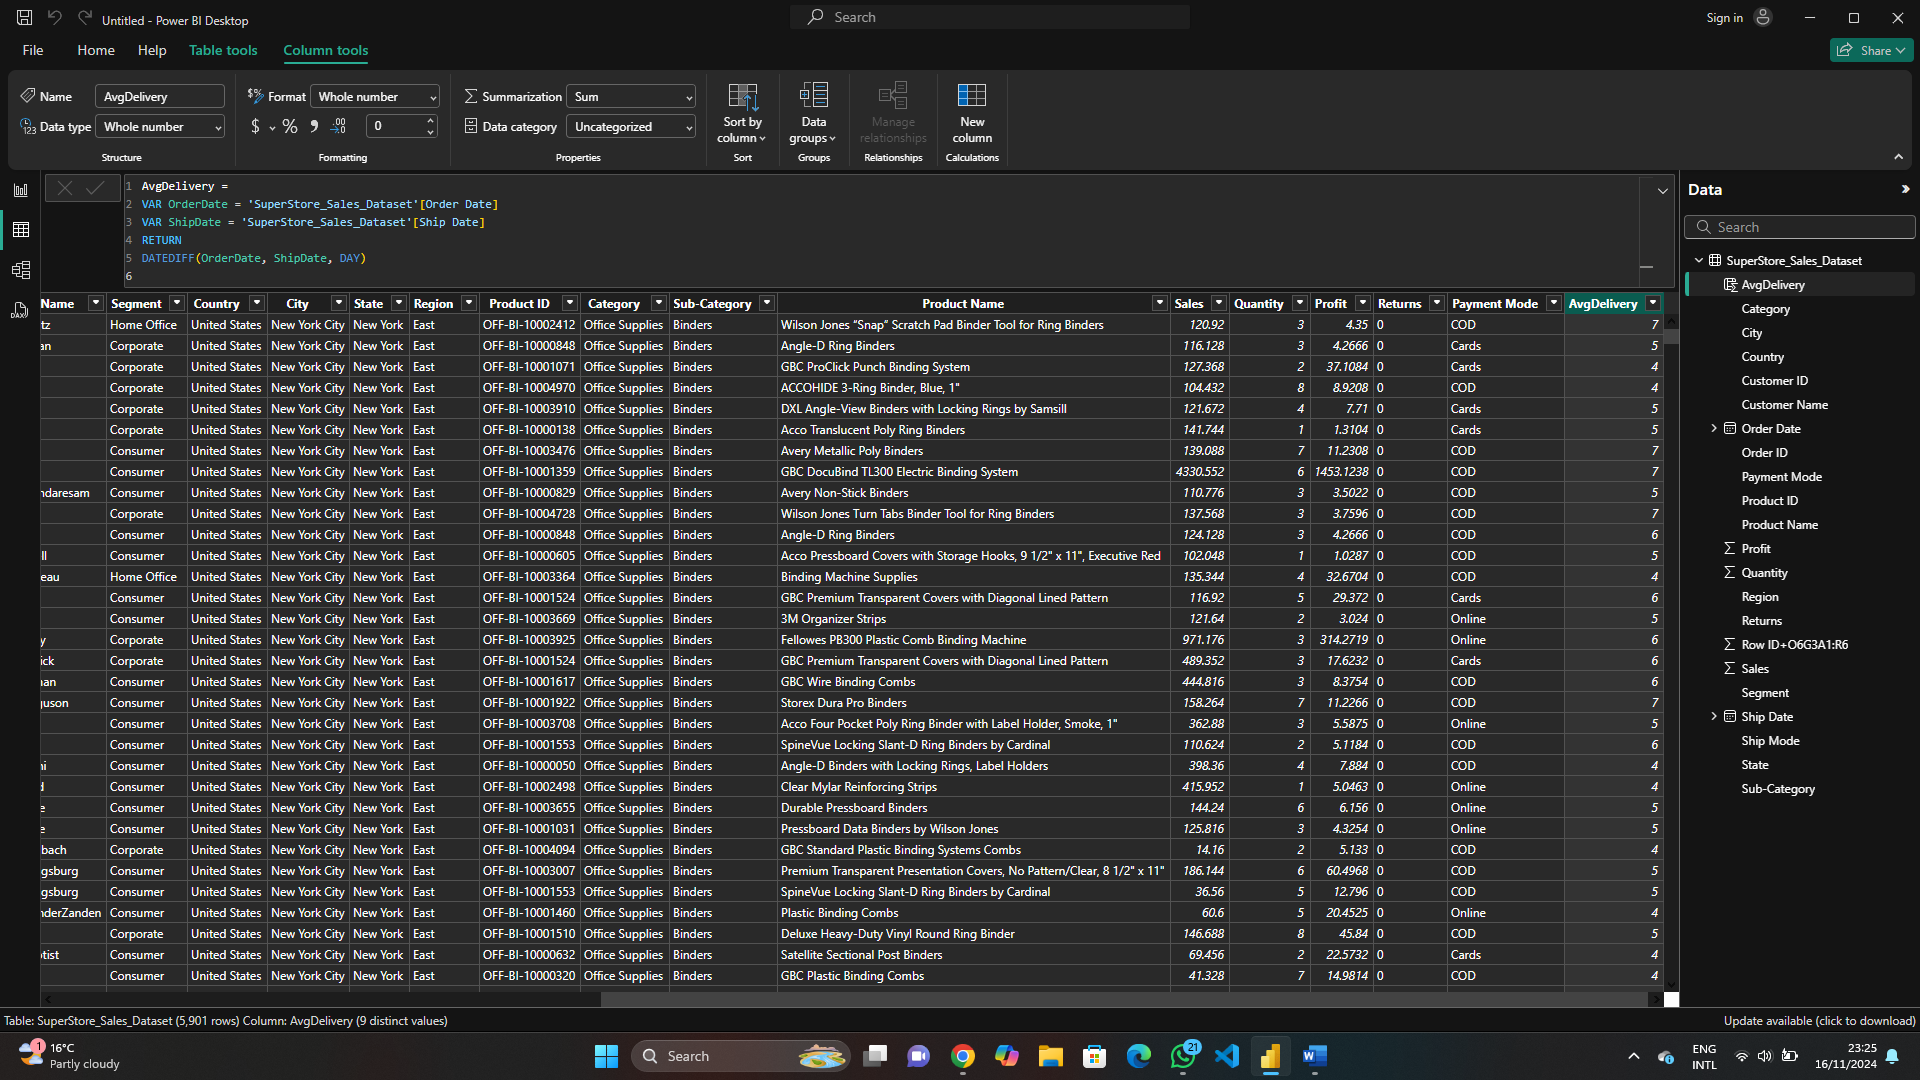 Untitled - Power BI Desktop
Search
Sign in
File Home Help Table tools Column tools
Share
Name AvgDelivery
Data type Whole number
Structure
Format Whole number
$ % 0
Formatting
Summarization Sum
Data category Uncategorized
Properties
Sort by column
Sort
Data groups
Groups
Manage relationships
Relationships
New column
Calculations
1 AvgDelivery =
2 VAR OrderDate = 'SuperStore_Sales_Dataset'[Order Date]
3 VAR ShipDate = 'SuperStore_Sales_Dataset'[Ship Date]
4 RETURN
5 DATEDIFF(OrderDate, ShipDate, DAY)
6
Name Segment Country City State Region Product ID Category Sub-Category Product Name Sales Quantity Profit Returns Payment Mode AvgDelivery
tz Home Office United States New York City New York East OFF-BI-10002412 Office Supplies Binders Wilson Jones “Snap” Scratch Pad Binder Tool for Ring Binders 120.92 3 4.35 0 COD 7
an Corporate United States New York City New York East OFF-BI-10000848 Office Supplies Binders Angle-D Ring Binders 116.128 3 4.2666 0 Cards 5
Corporate United States New York City New York East OFF-BI-10001071 Office Supplies Binders GBC ProClick Punch Binding System 127.368 2 37.1084 0 Cards 4
Corporate United States New York City New York East OFF-BI-10004970 Office Supplies Binders ACCOHIDE 3-Ring Binder, Blue, 1" 104.432 8 8.9208 0 COD 4
Corporate United States New York City New York East OFF-BI-10003910 Office Supplies Binders DXL Angle-View Binders with Locking Rings by Samsill 121.672 4 7.71 0 Cards 5
Corporate United States New York City New York East OFF-BI-10000138 Office Supplies Binders Acco Translucent Poly Ring Binders 141.744 1 1.3104 0 Cards 5
Consumer United States New York City New York East OFF-BI-10003476 Office Supplies Binders Avery Metallic Poly Binders 139.088 7 11.2308 0 COD 7
Consumer United States New York City New York East OFF-BI-10001359 Office Supplies Binders GBC DocuBind TL300 Electric Binding System 4330.552 6 1453.1238 0 COD 7
ndaresam Consumer United States New York City New York East OFF-BI-10000829 Office Supplies Binders Avery Non-Stick Binders 110.776 3 3.5022 0 COD 5
Corporate United States New York City New York East OFF-BI-10004728 Office Supplies Binders Wilson Jones Turn Tabs Binder Tool for Ring Binders 137.568 3 3.7596 0 COD 7
Consumer United States New York City New York East OFF-BI-10000848 Office Supplies Binders Angle-D Ring Binders 124.128 3 4.2666 0 COD 6
ll Consumer United States New York City New York East OFF-BI-10000605 Office Supplies Binders Acco Pressboard Covers with Storage Hooks, 9 1/2" x 11", Executive Red 102.048 1 1.0287 0 COD 5
eau Home Office United States New York City New York East OFF-BI-10003364 Office Supplies Binders Binding Machine Supplies 135.344 4 32.6704 0 COD 4
Consumer United States New York City New York East OFF-BI-10001524 Office Supplies Binders GBC Premium Transparent Covers with Diagonal Lined Pattern 116.92 5 29.372 0 Cards 6
Consumer United States New York City New York East OFF-BI-10003669 Office Supplies Binders 3M Organizer Strips 121.64 2 3.024 0 Online 5
y Corporate United States New York City New York East OFF-BI-10003925 Office Supplies Binders Fellowes PB300 Plastic Comb Binding Machine 971.176 3 314.2719 0 Online 6
ick Corporate United States New York City New York East OFF-BI-10001524 Office Supplies Binders GBC Premium Transparent Covers with Diagonal Lined Pattern 489.352 3 17.6232 0 Cards 6
nan Consumer United States New York City New York East OFF-BI-10001617 Office Supplies Binders GBC Wire Binding Combs 444.816 3 8.3754 0 COD 6
guson Consumer United States New York City New York East OFF-BI-10001922 Office Supplies Binders Storex Dura Pro Binders 158.264 7 11.2266 0 COD 7
Consumer United States New York City New York East OFF-BI-10003708 Office Supplies Binders Acco Four Pocket Poly Ring Binder with Label Holder, Smoke, 1" 362.88 3 5.5875 0 Online 5
Consumer United States New York City New York East OFF-BI-10001553 Office Supplies Binders SpineVue Locking Slant-D Ring Binders by Cardinal 110.624 2 5.1184 0 COD 6
ni Consumer United States New York City New York East OFF-BI-10000050 Office Supplies Binders Angle-D Binders with Locking Rings, Label Holders 398.36 4 7.884 0 COD 4
d Consumer United States New York City New York East OFF-BI-10002498 Office Supplies Binders Clear Mylar Reinforcing Strips 415.952 1 5.0463 0 Online 4
e Consumer United States New York City New York East OFF-BI-10003655 Office Supplies Binders Durable Pressboard Binders 144.24 6 6.156 0 Online 5
e Consumer United States New York City New York East OFF-BI-10001031 Office Supplies Binders Pressboard Data Binders by Wilson Jones 125.816 3 4.3254 0 Online 5
bach Corporate United States New York City New York East OFF-BI-10004094 Office Supplies Binders GBC Standard Plastic Binding Systems Combs 14.16 2 5.133 0 COD 4
gsburg Consumer United States New York City New York East OFF-BI-10003007 Office Supplies Binders Premium Transparent Presentation Covers, No Pattern/Clear, 8 1/2" x 11" 186.144 6 60.4968 0 COD 5
gsburg Consumer United States New York City New York East OFF-BI-10001553 Office Supplies Binders SpineVue Locking Slant-D Ring Binders by Cardinal 36.56 5 12.796 0 COD 5
nderZanden Consumer United States New York City New York East OFF-BI-10001460 Office Supplies Binders Plastic Binding Combs 60.6 5 20.4525 0 Online 4
Corporate United States New York City New York East OFF-BI-10001510 Office Supplies Binders Deluxe Heavy-Duty Vinyl Round Ring Binder 146.688 8 45.84 0 COD 5
otist Consumer United States New York City New York East OFF-BI-10000632 Office Supplies Binders Satellite Sectional Post Binders 69.456 2 22.5732 0 Cards 4
Consumer United States New York City New York East OFF-BI-10000320 Office Supplies Binders GBC Plastic Binding Combs 41.328 7 14.9814 0 COD 4
Data
Search
SuperStore_Sales_Dataset
AvgDelivery
Category
City
Country
Customer ID
Customer Name
Order Date
Order ID
Payment Mode
Product ID
Product Name
Profit
Quantity
Region
Returns
Row ID+O6G3A1:R6
Sales
Segment
Ship Date
Ship Mode
State
Sub-Category
Table: SuperStore_Sales_Dataset (5,901 rows) Column: AvgDelivery (9 distinct values)
Update available (click to download)
1 16°C
Partly cloudy
Search
21
ENG
INTL
23:25
16/11/2024